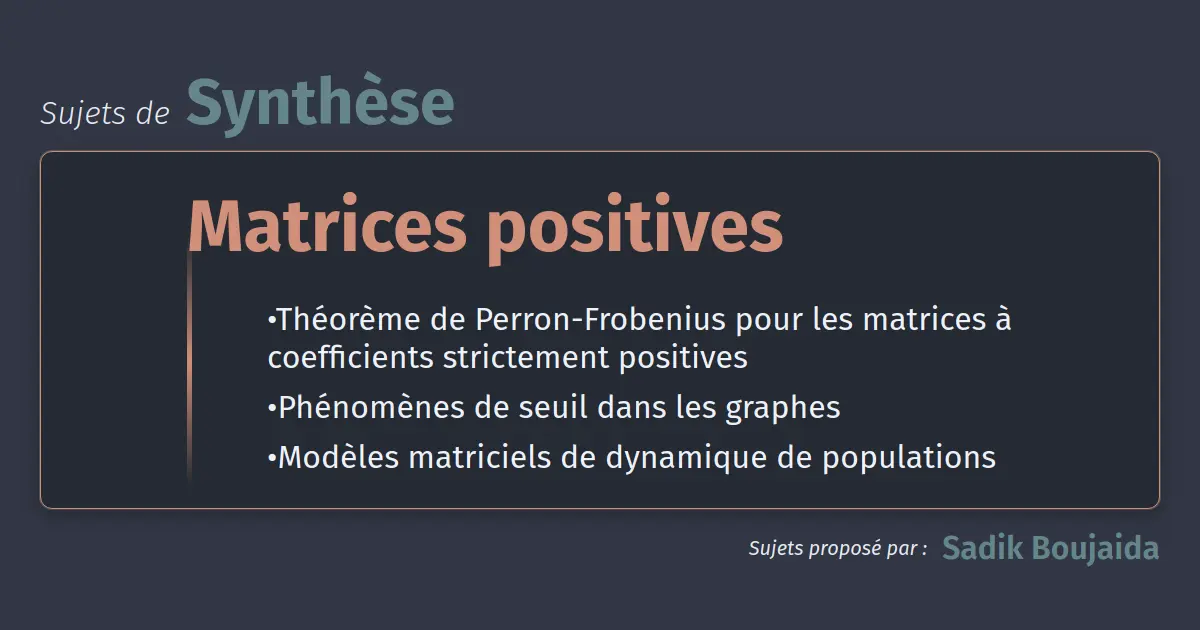 Sujets de Synthèse
Matrices positives
•Théorème de Perron-Frobenius pour les matrices à
coefficients strictement positives
•Phénomènes de seuil dans les graphes
•Modèles matriciels de dynamique de populations
Sujets proposé par : Sadik Boujaida